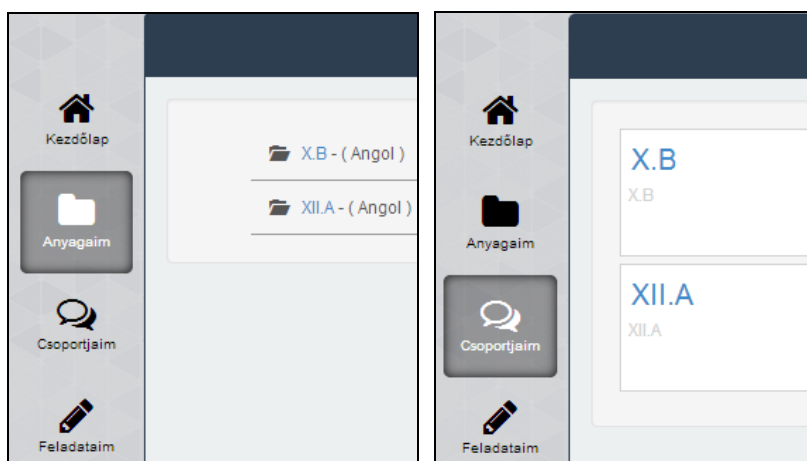 Kezdőlap
Anyagaim
Csoportjaim
Feladataim
X.B - ( Angol )
XII.A - ( Angol )
Kezdőlap
Anyagaim
Csoportjaim
Feladataim
X.B
X.B
XII.A
XII.A